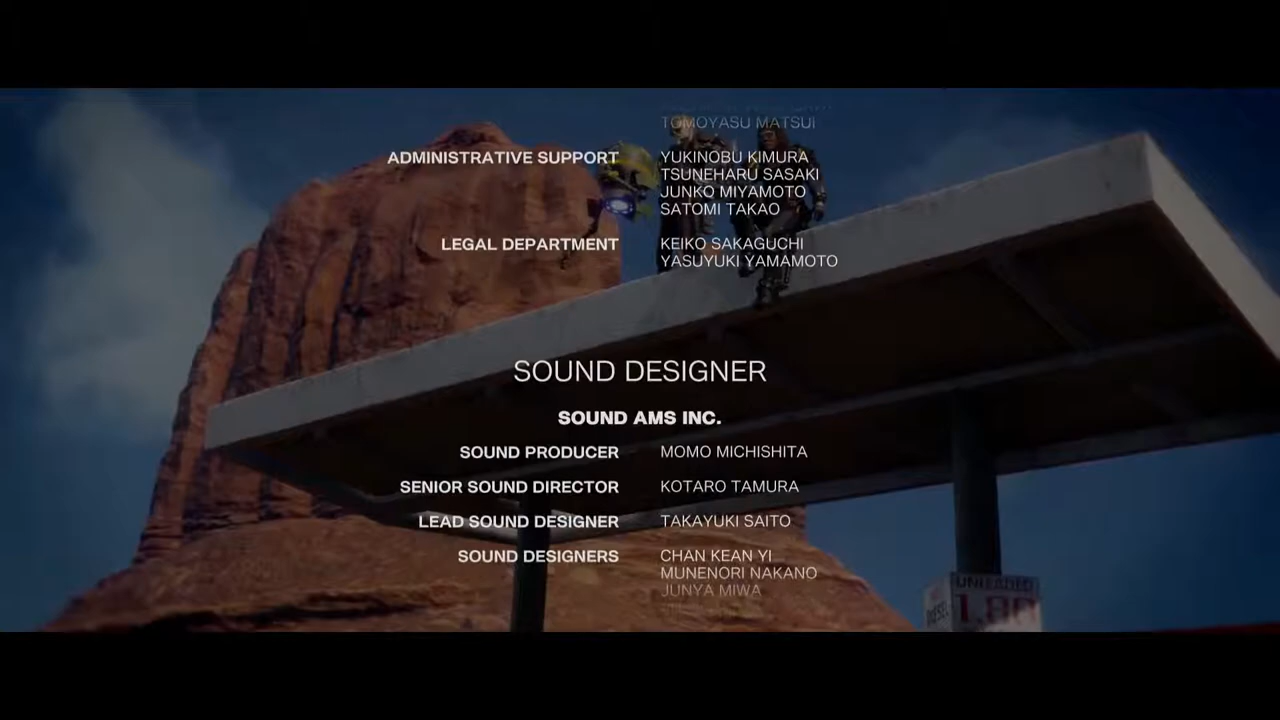 TOMOYASU MATSUI
ADMINISTRATIVE SUPPORT YUKINOBU KIMURA
TSUNEHARU SASAKI
JUNKO MIYAMOTO
SATOMI TAKAO
LEGAL DEPARTMENT KEIKO SAKAGUCHI
YASUYUKI YAMAMOTO
SOUND DESIGNER
SOUND AMS INC.
SOUND PRODUCER MOMO MICHISHITA
SENIOR SOUND DIRECTOR KOTARO TAMURA
LEAD SOUND DESIGNER TAKAYUKI SAITO
SOUND DESIGNERS CHAN KEAN YI
MUNENORI NAKANO
JUNYA MIWA
UNLEADED
DIESEL